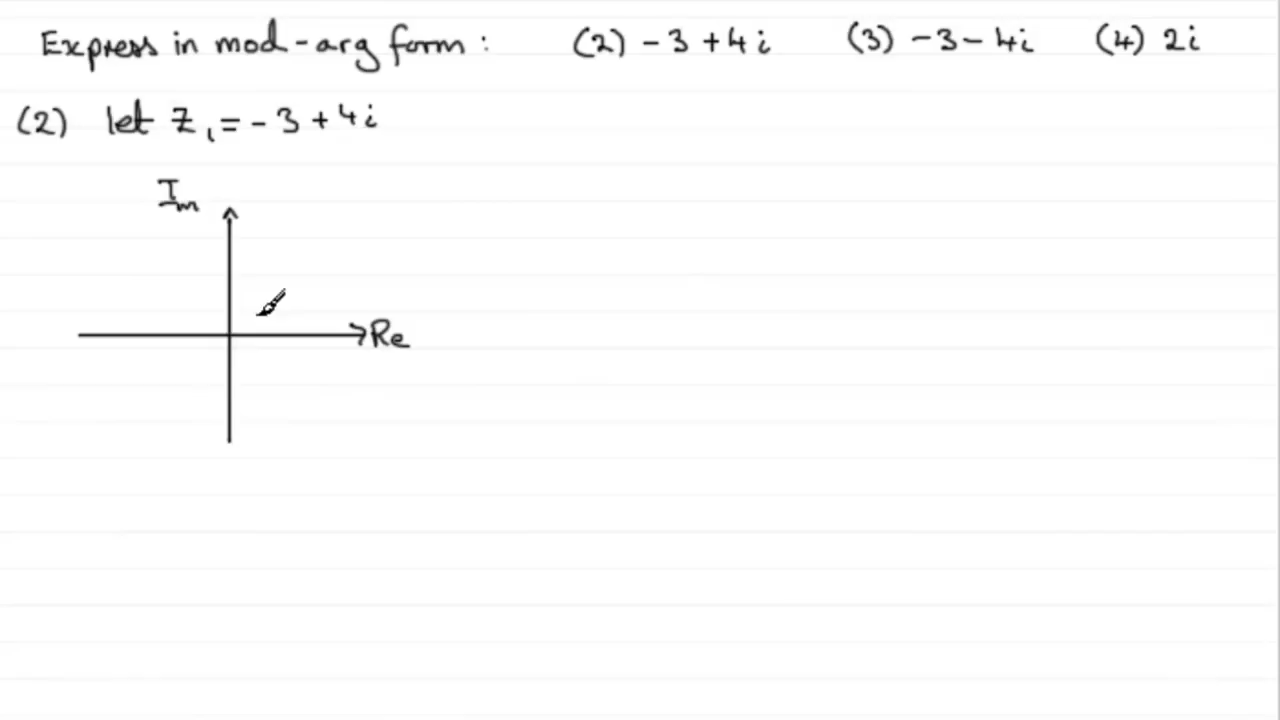 Express in mod-arg form : (2) -3 +4i (3) -3-4i (4) 2i
(2) let Z₁ = -3 +4i
Im
Re